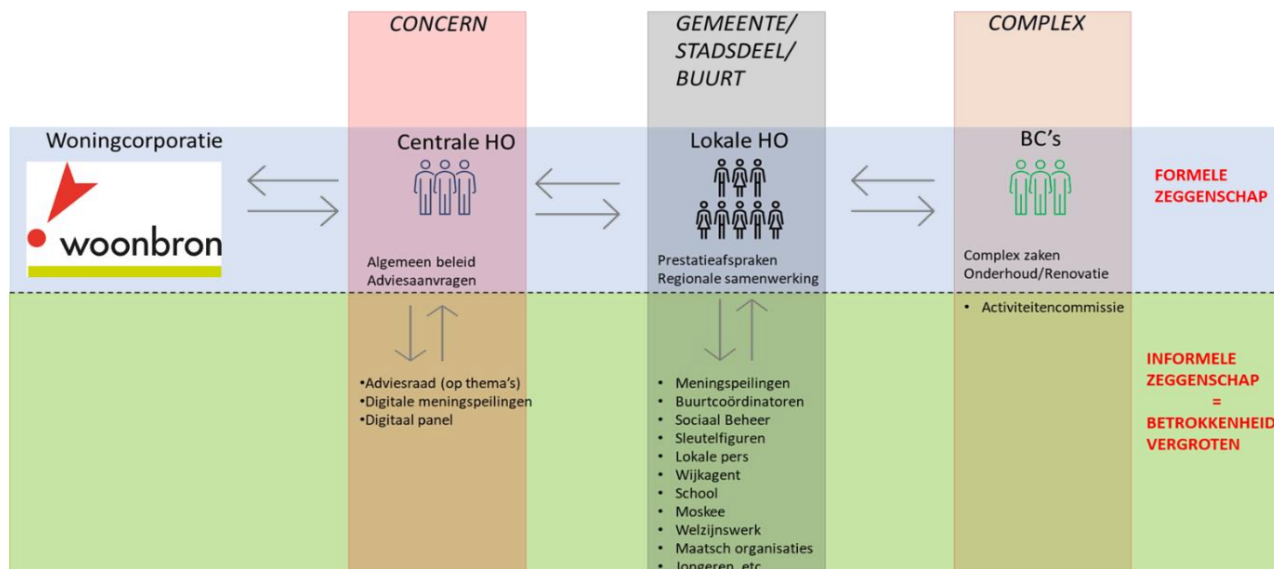 CONCERN
GEMEENTE/
STADSDEEL/
BUURT
COMPLEX
Woningcorporatie
woonbron
Centrale HO
Algemeen beleid
Adviesaanvragen
Lokale HO
Prestatieafspraken
Regionale samenwerking
BC's
Complex zaken
Onderhoud/Renovatie
FORMELE
ZEGGENSCHAP
•Adviesraad (op thema's)
•Digitale meningspeilingen
•Digitaal panel
• Meningspeilingen
• Buurtcoördinatoren
• Sociaal Beheer
• Sleutelfiguren
• Lokale pers
• Wijkagent
• School
• Moskee
• Welzijnswerk
• Maatsch organisaties
• Jongeren, etc
• Activiteitencommissie
INFORMELE
ZEGGENSCHAP
=
BETROKKENHEID
VERGROTEN